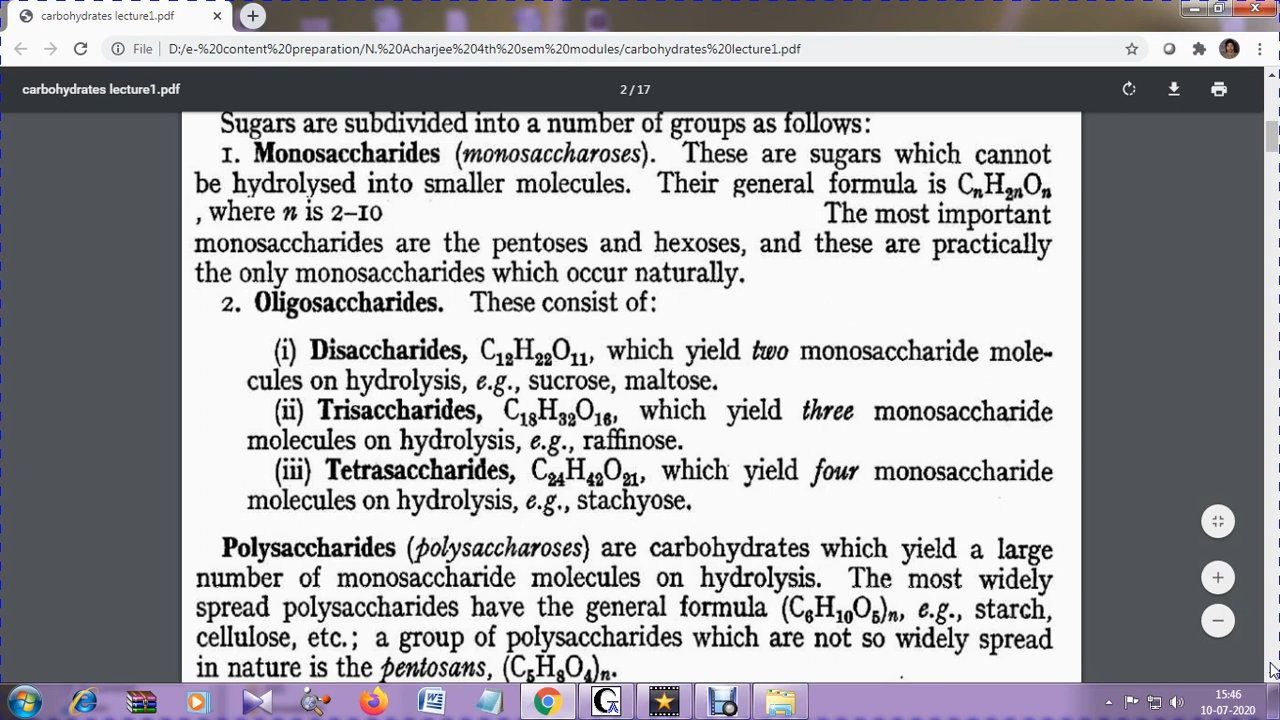 carbohydrates lecture1.pdf
File D:/e-%20content%20preparation/N.%20Acharjee%204th%20sem%20modules/carbohydrates%20lecture1.pdf
carbohydrates lecture1.pdf 2 / 17
Sugars are subdivided into a number of groups as follows:
1. Monosaccharides (monosaccharoses). These are sugars which cannot
be hydrolysed into smaller molecules. Their general formula is CₙH₂ₙOₙ
, where n is 2–10 The most important
monosaccharides are the pentoses and hexoses, and these are practically
the only monosaccharides which occur naturally.
2. Oligosaccharides. These consist of:
(i) Disaccharides, C₁₂H₂₂O₁₁, which yield two monosaccharide mole-
cules on hydrolysis, e.g., sucrose, maltose.
(ii) Trisaccharides, C₁₈H₃₂O₁₆, which yield three monosaccharide
molecules on hydrolysis, e.g., raffinose.
(iii) Tetrasaccharides, C₂₄H₄₂O₂₁, which yield four monosaccharide
molecules on hydrolysis, e.g., stachyose.
Polysaccharides (polysaccharoses) are carbohydrates which yield a large
number of monosaccharide molecules on hydrolysis. The most widely
spread polysaccharides have the general formula (C₆H₁₀O₅)ₙ, e.g., starch,
cellulose, etc.; a group of polysaccharides which are not so widely spread
in nature is the pentosans, (C₅H₈O₄)ₙ.
15:46
10-07-2020